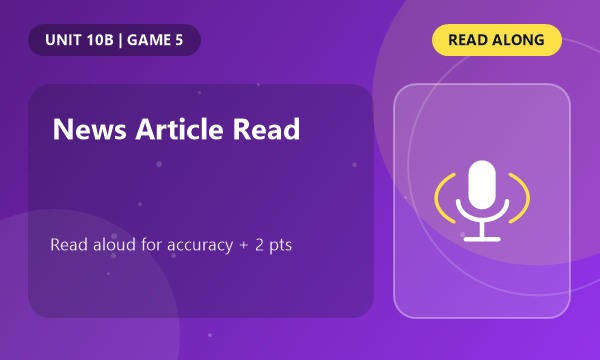 UNIT 10B | GAME 5
READ ALONG
News Article Read
Read aloud for accuracy + 2 pts